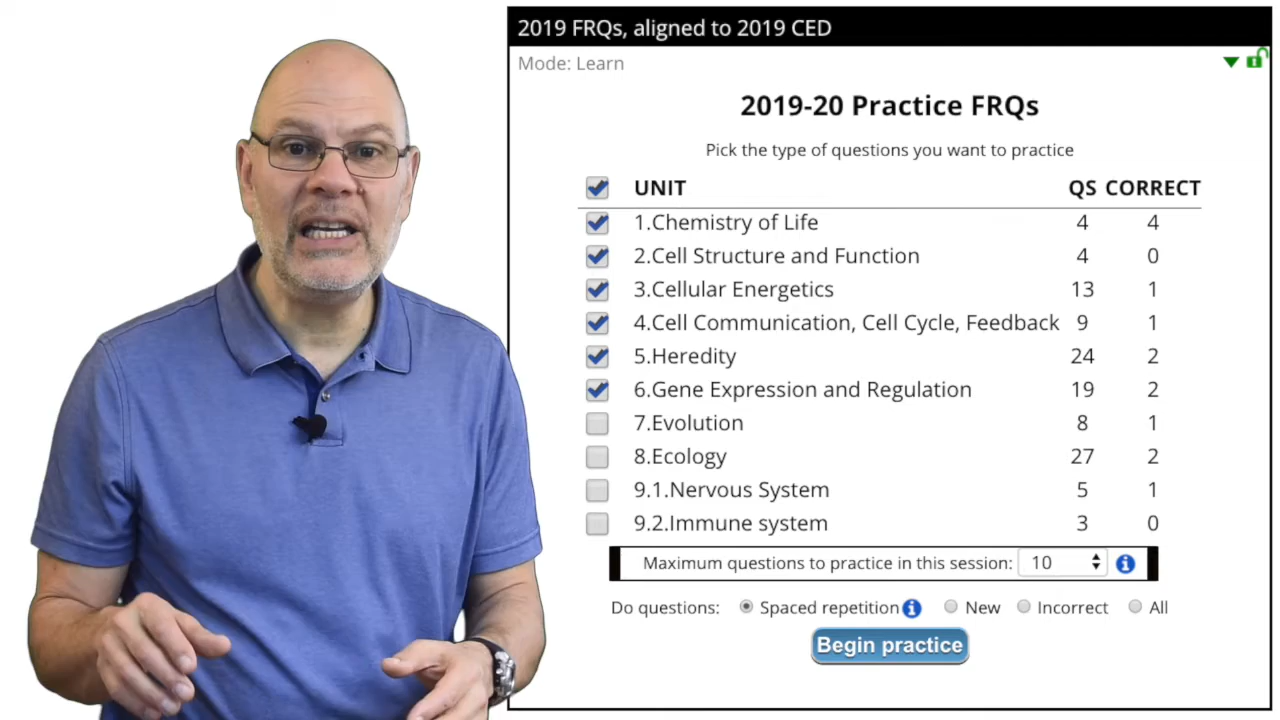 2019 FRQs, aligned to 2019 CED
Mode: Learn
2019-20 Practice FRQs
Pick the type of questions you want to practice
UNIT QS CORRECT
1.Chemistry of Life 4 4
2.Cell Structure and Function 4 0
3.Cellular Energetics 13 1
4.Cell Communication, Cell Cycle, Feedback 9 1
5.Heredity 24 2
6.Gene Expression and Regulation 19 2
7.Evolution 8 1
8.Ecology 27 2
9.1.Nervous System 5 1
9.2.Immune system 3 0
Maximum questions to practice in this session: 10
Do questions: Spaced repetition New Incorrect All
Begin practice